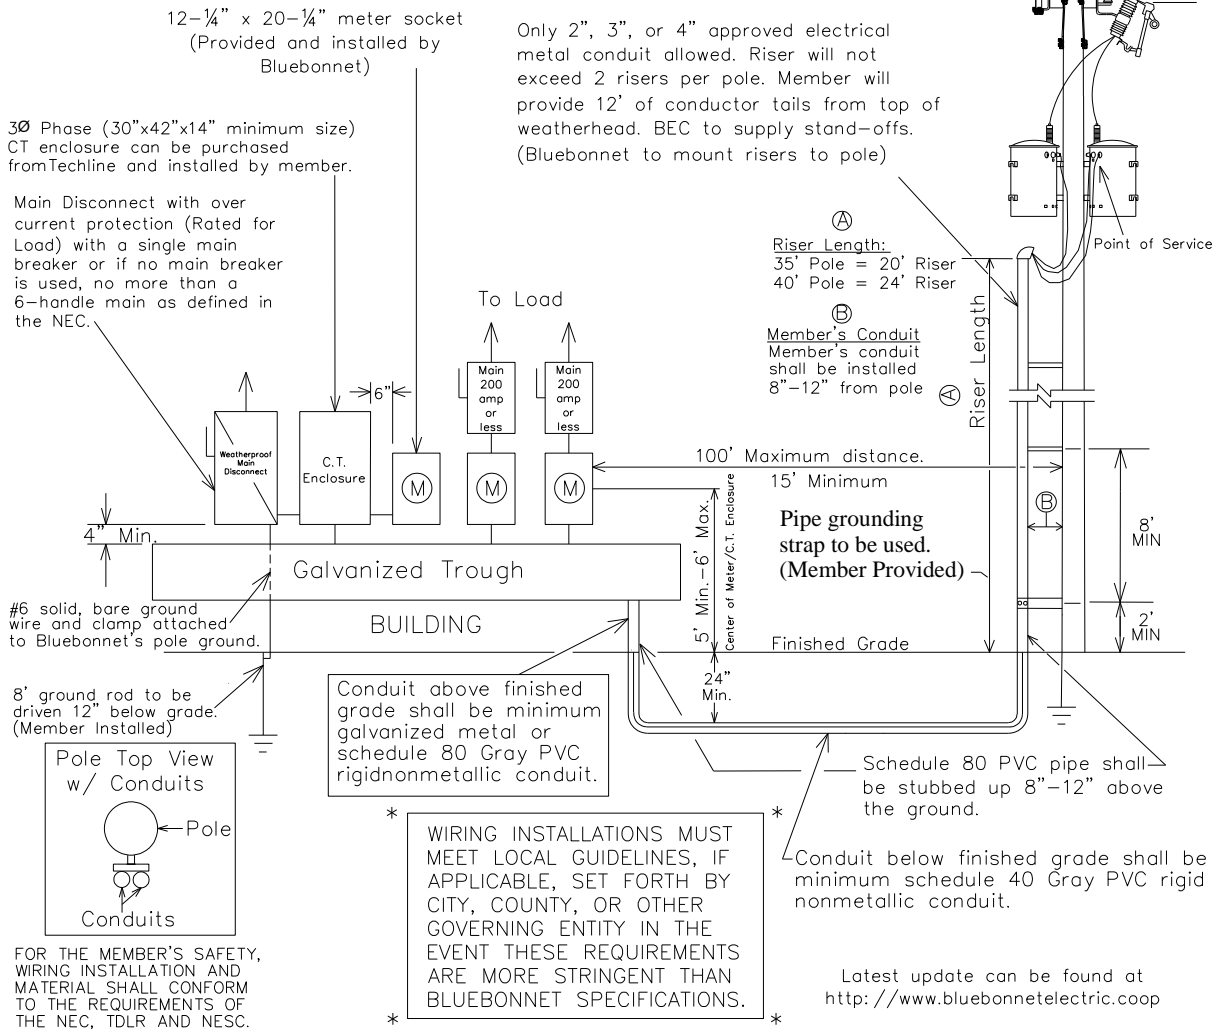 12-¼" x 20-¼" meter socket
(Provided and installed by
Bluebonnet)
Only 2", 3", or 4" approved electrical
metal conduit allowed. Riser will not
exceed 2 risers per pole. Member will
provide 12' of conductor tails from top of
weatherhead. BEC to supply stand-offs.
(Bluebonnet to mount risers to pole)
3Ø Phase (30"x42"x14" minimum size)
CT enclosure can be purchased
fromTechline and installed by member.
Main Disconnect with over
current protection (Rated for
Load) with a single main
breaker or if no main breaker
is used, no more than a
6-handle main as defined in
the NEC.
A
Riser Length:
35' Pole = 20' Riser
40' Pole = 24' Riser
B
Member's Conduit
Member's conduit
shall be installed
8"-12" from pole
Point of Service
A
Riser Length
To Load
Main
200
amp
or
less
Main
200
amp
or
less
6"
Weatherproof
Main
Disconnect
C.T.
Enclosure
M
M
M
100' Maximum distance.
15' Minimum
Pipe grounding
strap to be used.
(Member Provided)
B
8'
MIN
2'
MIN
4" Min.
Galvanized Trough
5' Min.-6' Max.
Center of Meter/C.T. Enclosure
#6 solid, bare ground
wire and clamp attached
to Bluebonnet's pole ground.
BUILDING
Finished Grade
24"
Min.
8' ground rod to be
driven 12" below grade.
(Member Installed)
Conduit above finished
grade shall be minimum
galvanized metal or
schedule 80 Gray PVC
rigidnonmetallic conduit.
Schedule 80 PVC pipe shall
be stubbed up 8"-12" above
the ground.
Pole Top View
w/ Conduits
Pole
Conduits
* *
WIRING INSTALLATIONS MUST
MEET LOCAL GUIDELINES, IF
APPLICABLE, SET FORTH BY
CITY, COUNTY, OR OTHER
GOVERNING ENTITY IN THE
EVENT THESE REQUIREMENTS
ARE MORE STRINGENT THAN
BLUEBONNET SPECIFICATIONS.
* *
Conduit below finished grade shall be
minimum schedule 40 Gray PVC rigid
nonmetallic conduit.
FOR THE MEMBER'S SAFETY,
WIRING INSTALLATION AND
MATERIAL SHALL CONFORM
TO THE REQUIREMENTS OF
THE NEC, TDLR AND NESC.
Latest update can be found at
http: //www.bluebonnetelectric.coop